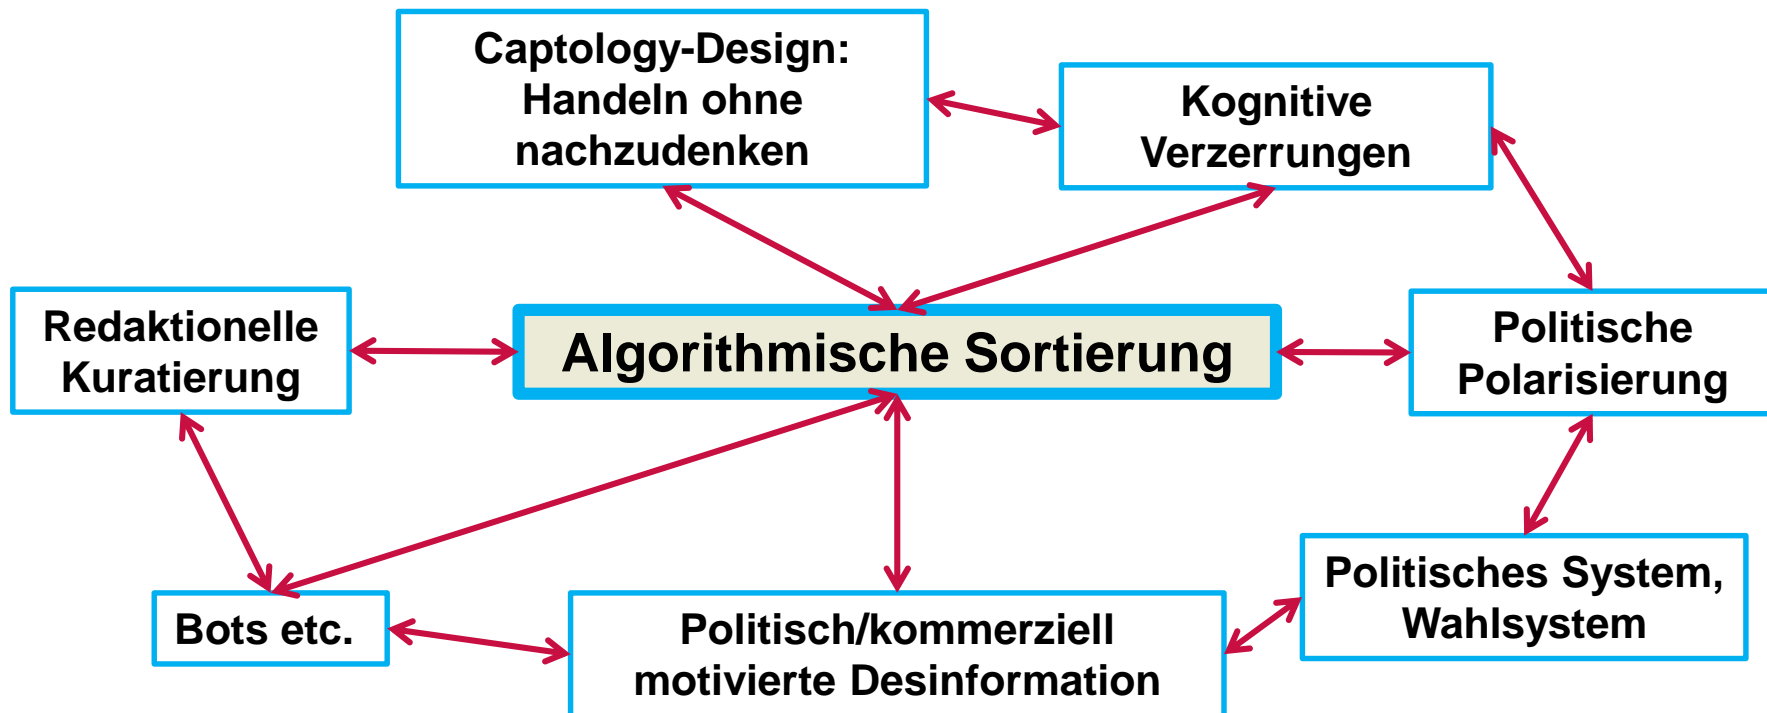 Captology-Design:
Handeln ohne
nachzudenken
Kognitive
Verzerrungen
Redaktionelle
Kuratierung
Algorithmische Sortierung
Politische
Polarisierung
Bots etc.
Politisch/kommerziell
motivierte Desinformation
Politisches System,
Wahlsystem